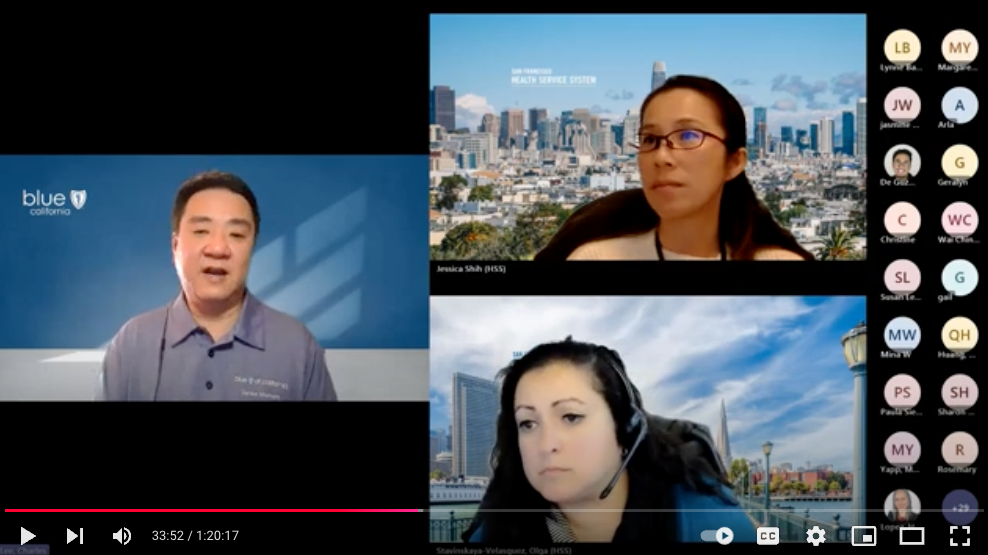 blue
california
SAN FRANCISCO
HEALTH SERVICE SYSTEM
Jessica Shih (HSS)
Stavinskaya-Velasquez, Olga (HSS)
Lee, Charles
LB
Lynne Ba...
MY
Margare...
JW
jasmine ...
A
Arla
De Guz...
G
Geralyn
C
Christine
WC
Wai Chin...
SL
Susan Le...
G
gail
MW
Mina W
QH
Huang, ...
PS
Paula Sie...
SH
Sharon ...
MY
Yapp, M...
R
Rosemary
+29
33:52 / 1:20:17
CC